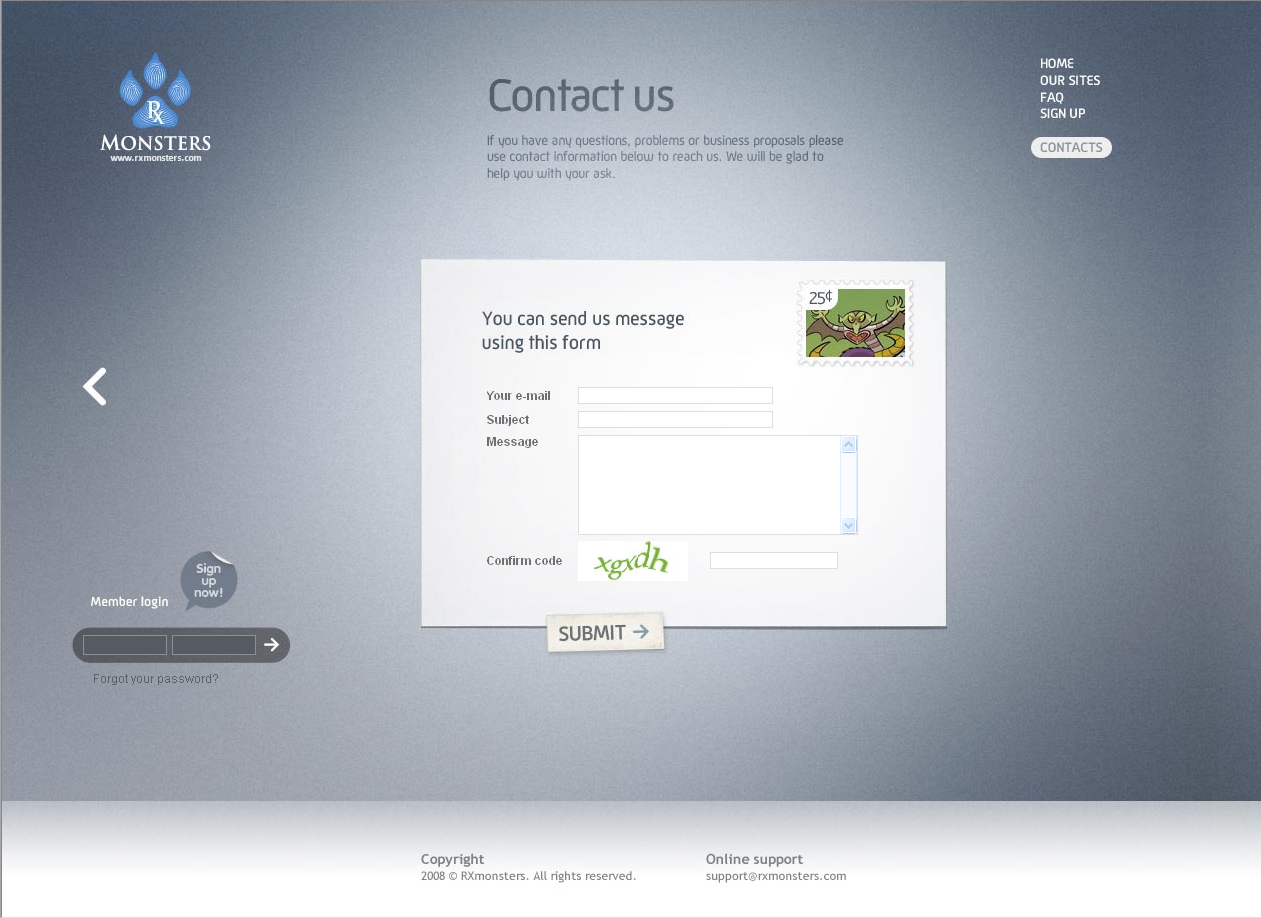 Rx
MONSTERS
www.rxmonsters.com
Contact us
If you have any questions, problems or business proposals please
use contact information below to reach us. We will be glad to
help you with your ask.
HOME
OUR SITES
FAQ
SIGN UP
CONTACTS
You can send us message
using this form
25¢
Your e-mail
Subject
Message
Confirm code
xgxdh
SUBMIT
Sign
up
now!
Member login
Forgot your password?
Copyright
2008 © RXmonsters. All rights reserved.
Online support
support@rxmonsters.com